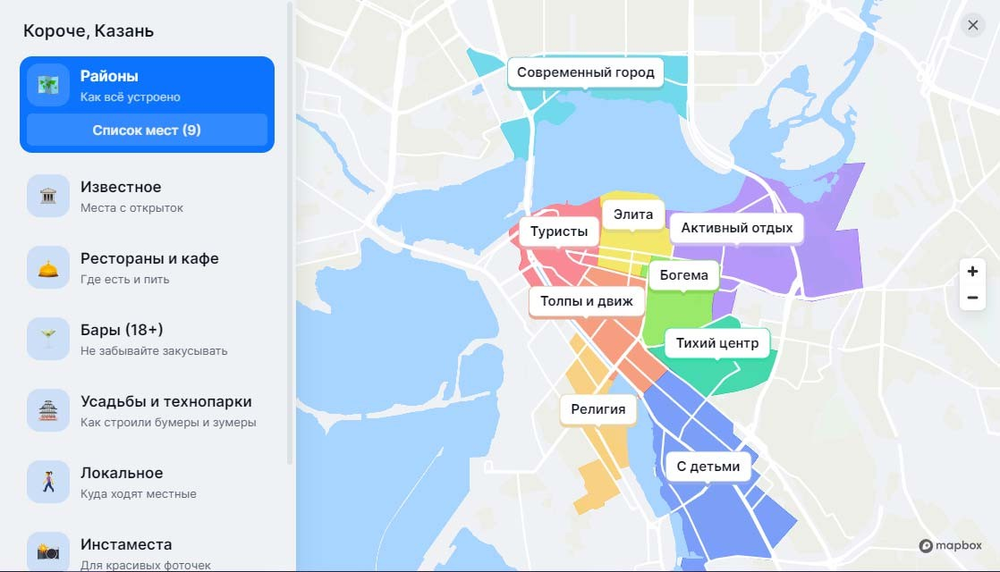 Короче, Казань
Районы
Как всё устроено
Список мест (9)
Известное
Места с открыток
Рестораны и кафе
Где есть и пить
Бары (18+)
Не забывайте закусывать
Усадьбы и технопарки
Как строили бумеры и зумеры
Локальное
Куда ходят местные
Инстаместа
Для красивых фоточек
Современный город
Элита
Туристы
Активный отдых
Богема
Толпы и движ
Тихий центр
Религия
С детьми
+
−
mapbox